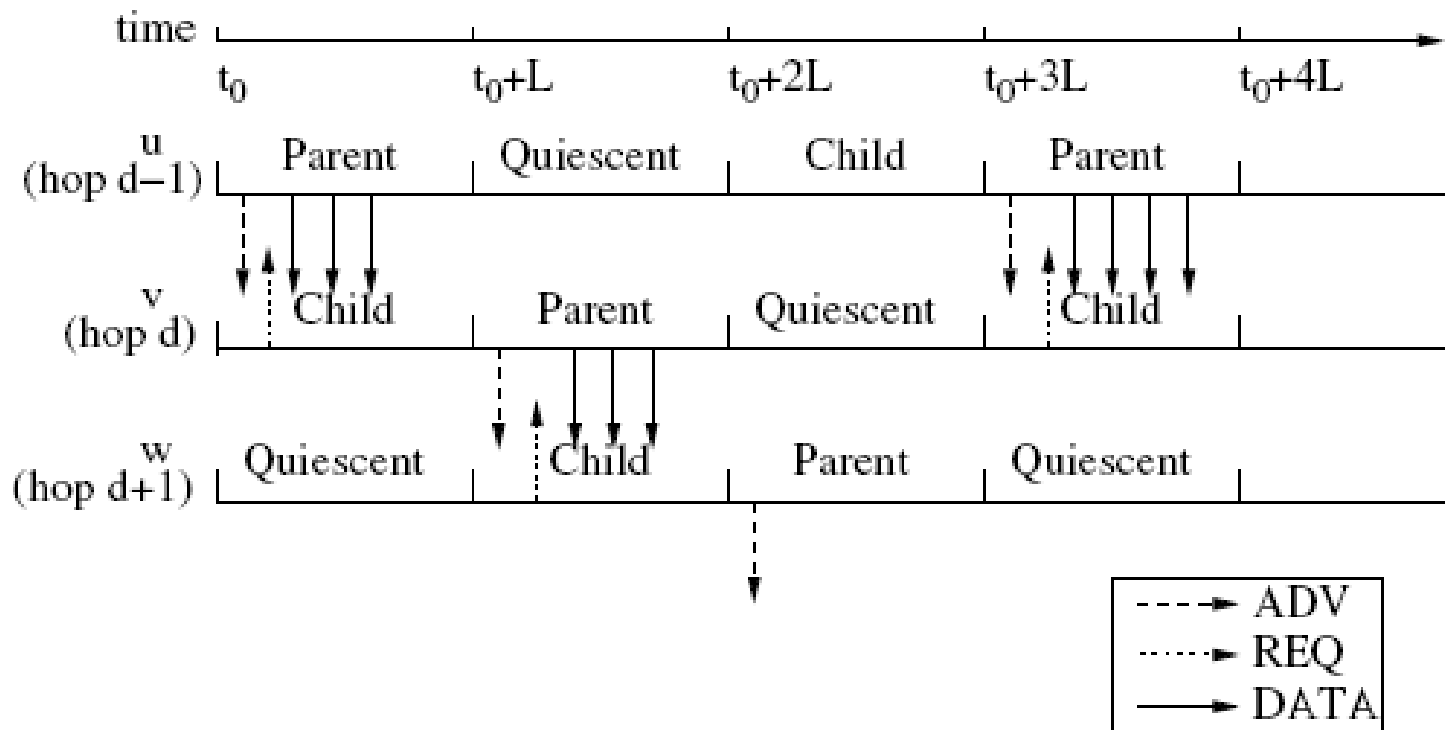 time
t0 t0+L t0+2L t0+3L t0+4L
u
(hop d−1)
Parent Quiescent Child Parent
v
(hop d)
Child Parent Quiescent Child
w
(hop d+1)
Quiescent Child Parent Quiescent
ADV
REQ
DATA